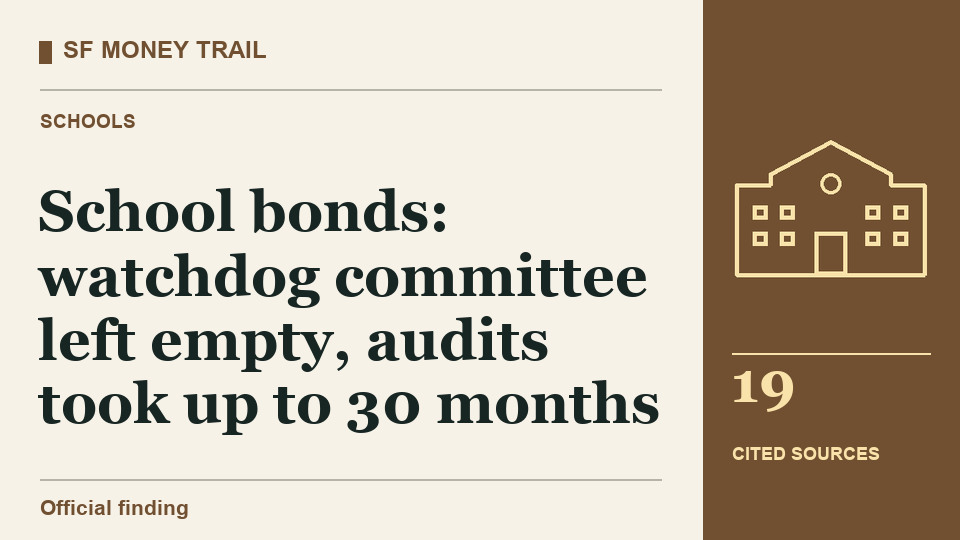 SF MONEY TRAIL
SCHOOLS
School bonds:
watchdog committee
left empty, audits
took up to 30 months
Official finding
19
CITED SOURCES